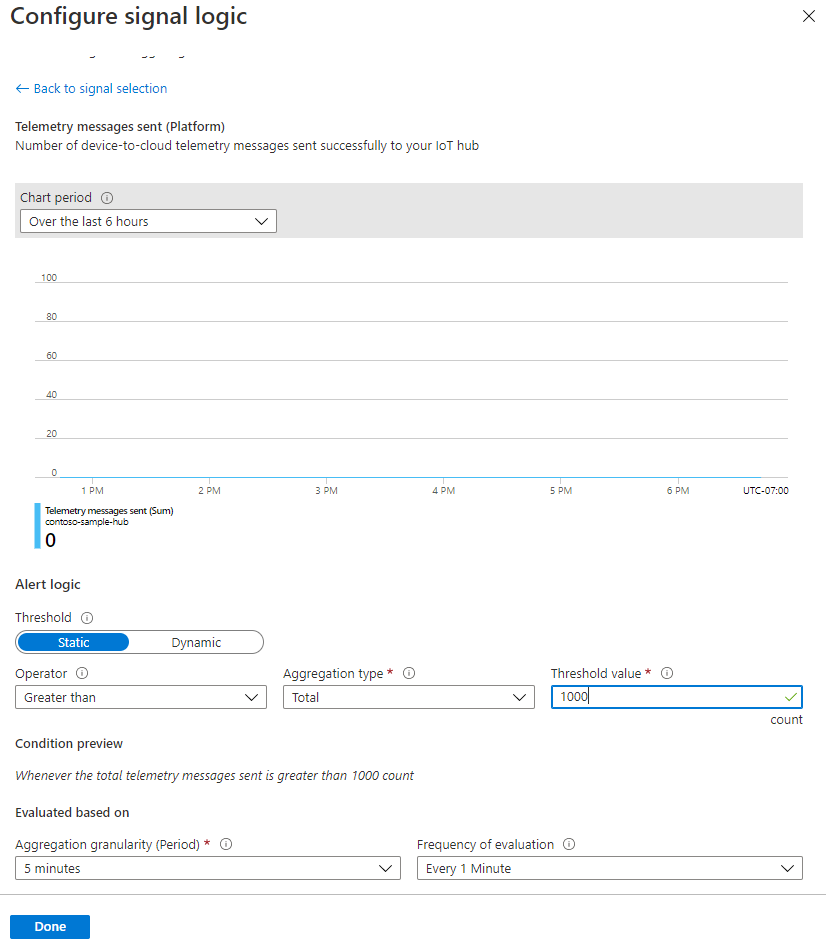 Configure signal logic
← Back to signal selection
Telemetry messages sent (Platform)
Number of device-to-cloud telemetry messages sent successfully to your IoT hub
Chart period
Over the last 6 hours
100
80
60
40
20
0
1 PM 2 PM 3 PM 4 PM 5 PM 6 PM UTC-07:00
Telemetry messages sent (Sum)
contoso-sample-hub
0
Alert logic
Threshold
Static Dynamic
Operator Aggregation type * Threshold value *
Greater than Total 1000
count
Condition preview
Whenever the total telemetry messages sent is greater than 1000 count
Evaluated based on
Aggregation granularity (Period) * Frequency of evaluation
5 minutes Every 1 Minute
Done